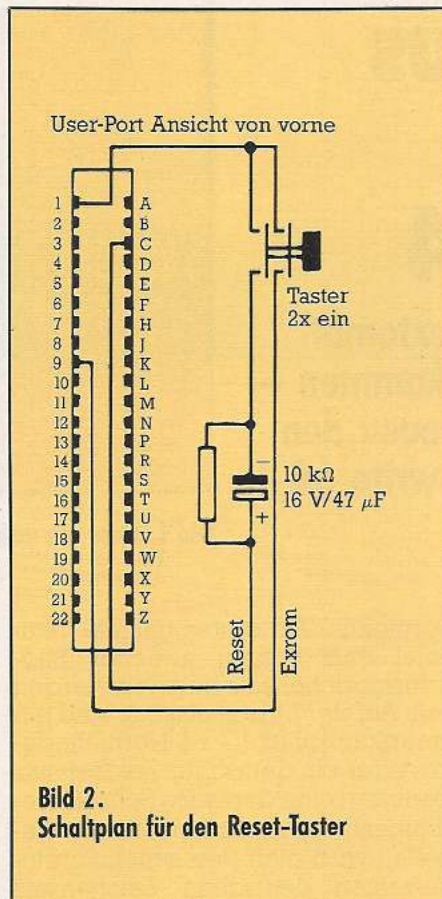 User-Port Ansicht von vorne
1 A
2 B
3 C
4 D
5 E
6 F
7 H
8 J
9 K
10 L
11 M
12 N
13 P
14 R
15 S
16 T
17 U
18 V
19 W
20 X
21 Y
22 Z
Taster
2x ein
−
10 kΩ
16 V/47 µF
+
Reset
Exrom
Bild 2.
Schaltplan für den Reset-Taster